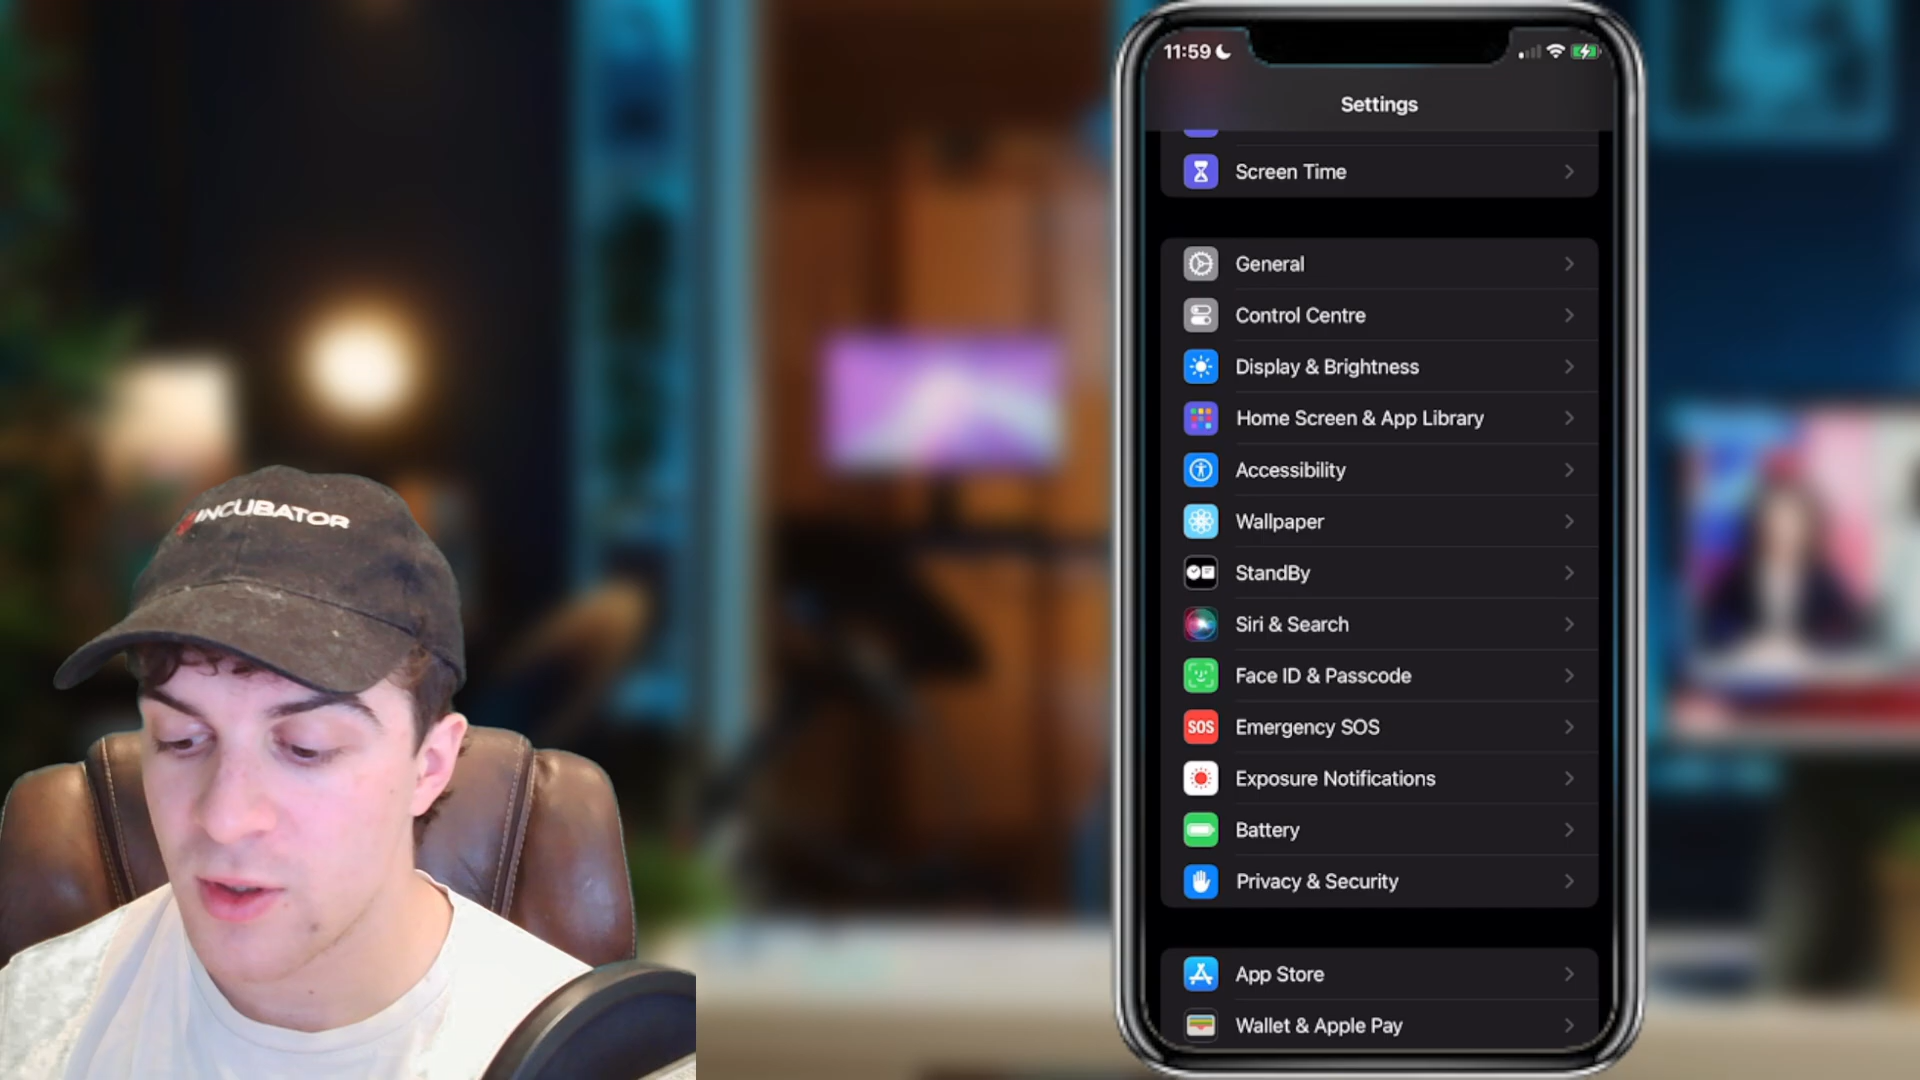 11:59
Settings
Screen Time
General
Control Centre
Display & Brightness
Home Screen & App Library
Accessibility
Wallpaper
StandBy
Siri & Search
Face ID & Passcode
SOS Emergency SOS
Exposure Notifications
Battery
Privacy & Security
App Store
Wallet & Apple Pay
INCUBATOR